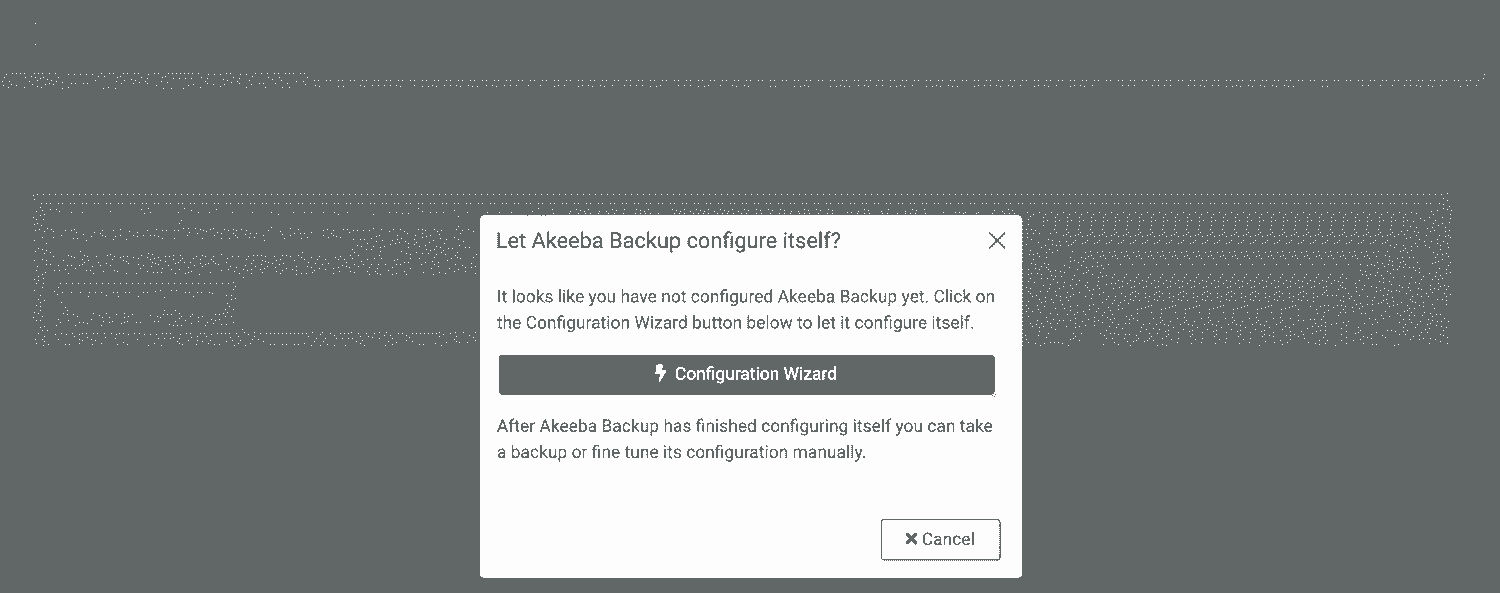 Let Akeeba Backup configure itself?
It looks like you have not configured Akeeba Backup yet. Click on
the Configuration Wizard button below to let it configure itself.
Configuration Wizard
After Akeeba Backup has finished configuring itself you can take
a backup or fine tune its configuration manually.
Cancel